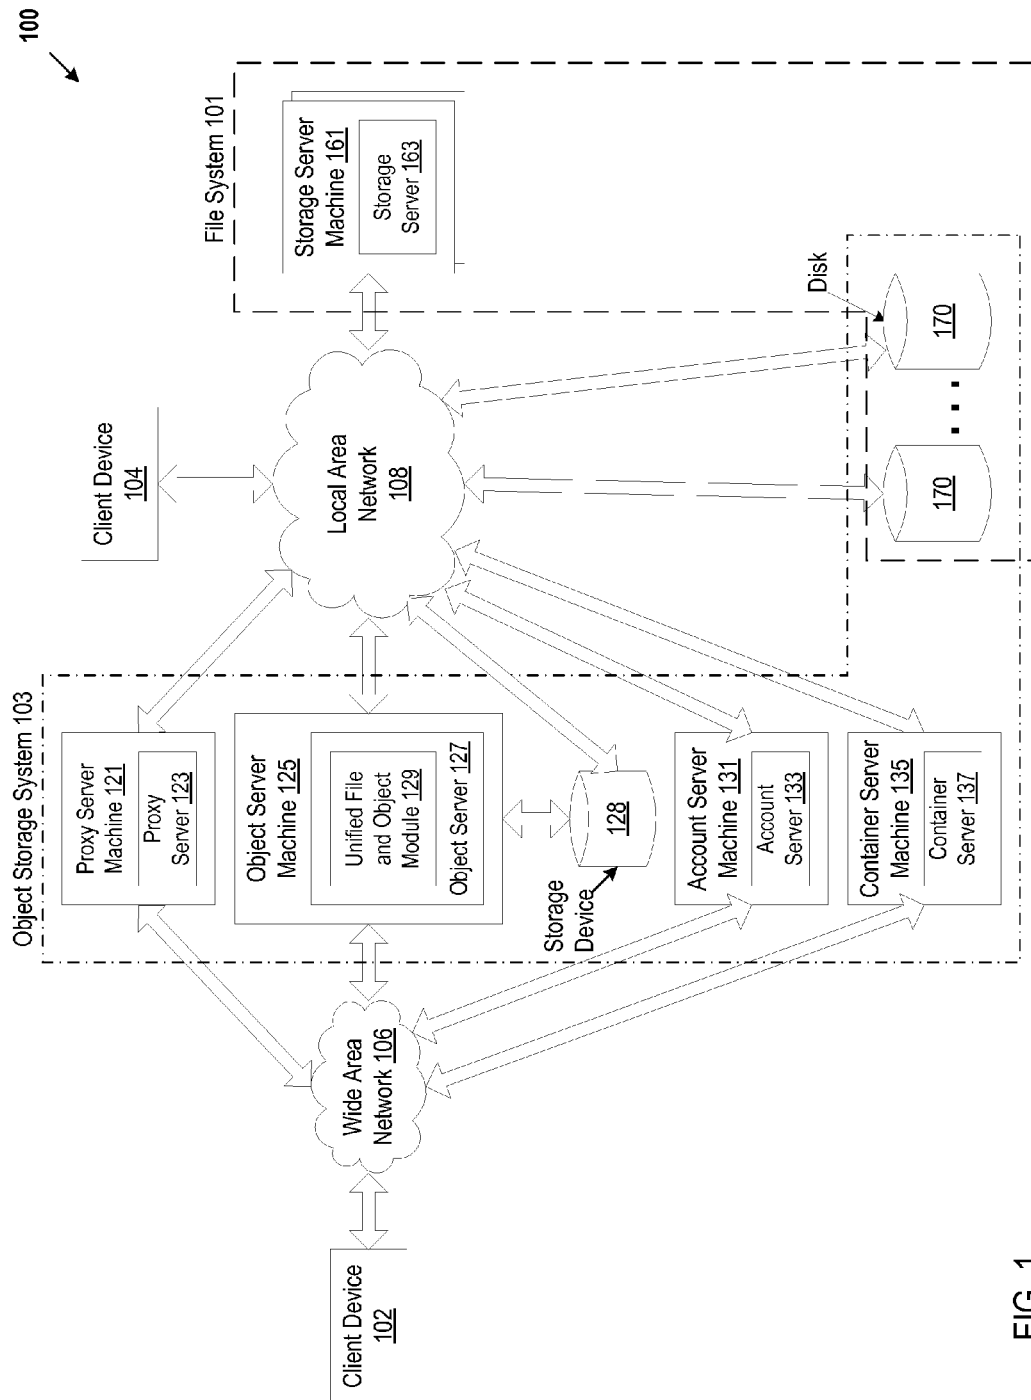 100
File System 101
Storage Server
Machine 161
Storage
Server 163
Client Device
104
Local Area
Network
108
Disk
170
170
Object Storage System 103
Proxy Server
Machine 121
Proxy
Server 123
Object Server
Machine 125
Unified File
and Object
Module 129
Object Server 127
128
Storage
Device
Account Server
Machine 131
Account
Server 133
Container Server
Machine 135
Container
Server 137
Wide Area
Network 106
Client Device
102
FIG. 1